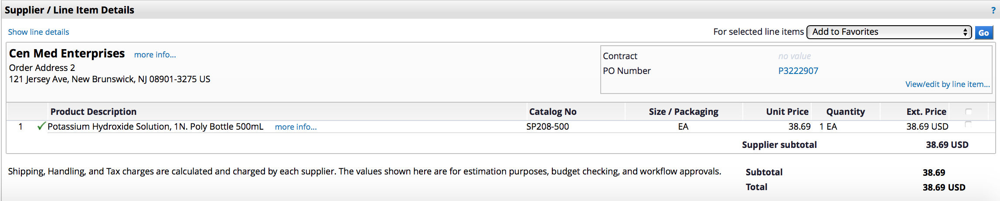 Supplier / Line Item Details ?
Show line details For selected line items Add to Favorites Go
Cen Med Enterprises more info...
Order Address 2
121 Jersey Ave, New Brunswick, NJ 08901-3275 US
Contract no value
PO Number P3222907
View/edit by line item...
Product Description Catalog No Size / Packaging Unit Price Quantity Ext. Price
1 Potassium Hydroxide Solution, 1N. Poly Bottle 500mL more info... SP208-500 EA 38.69 1 EA 38.69 USD
Supplier subtotal 38.69 USD
Shipping, Handling, and Tax charges are calculated and charged by each supplier. The values shown here are for estimation purposes, budget checking, and workflow approvals. Subtotal 38.69
Total 38.69 USD